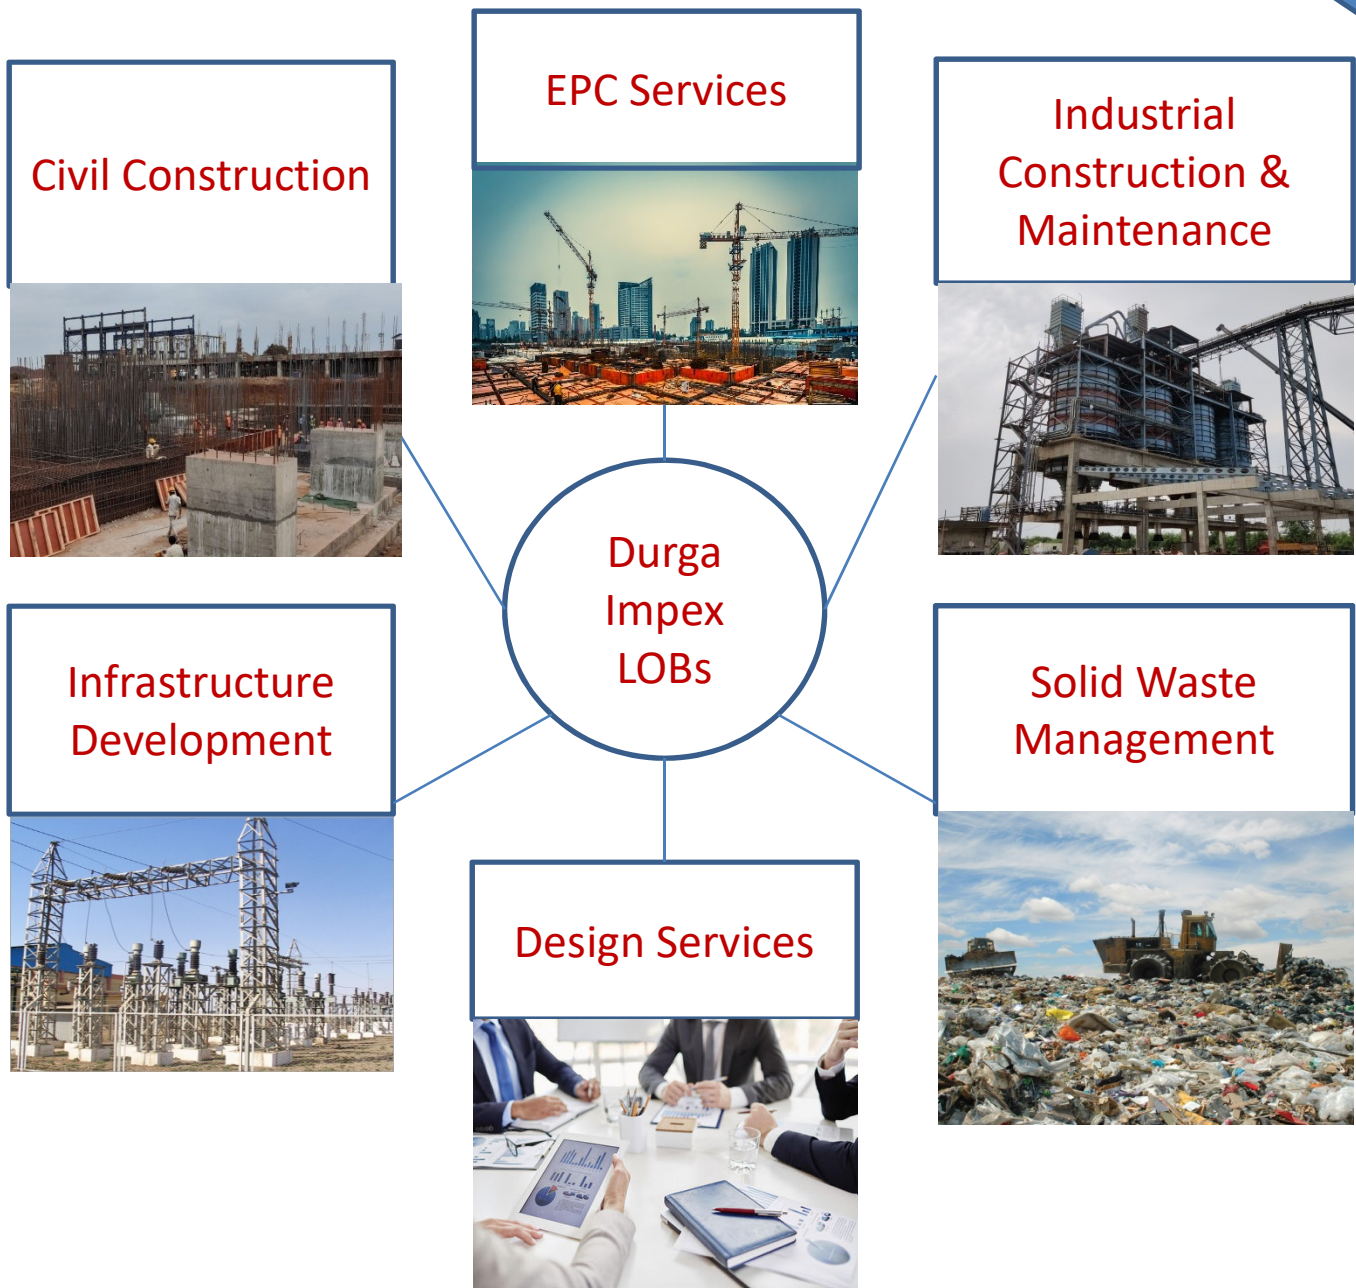 EPC Services
Civil Construction
Industrial
Construction &
Maintenance
Durga
Impex
LOBs
Infrastructure
Development
Solid Waste
Management
Design Services